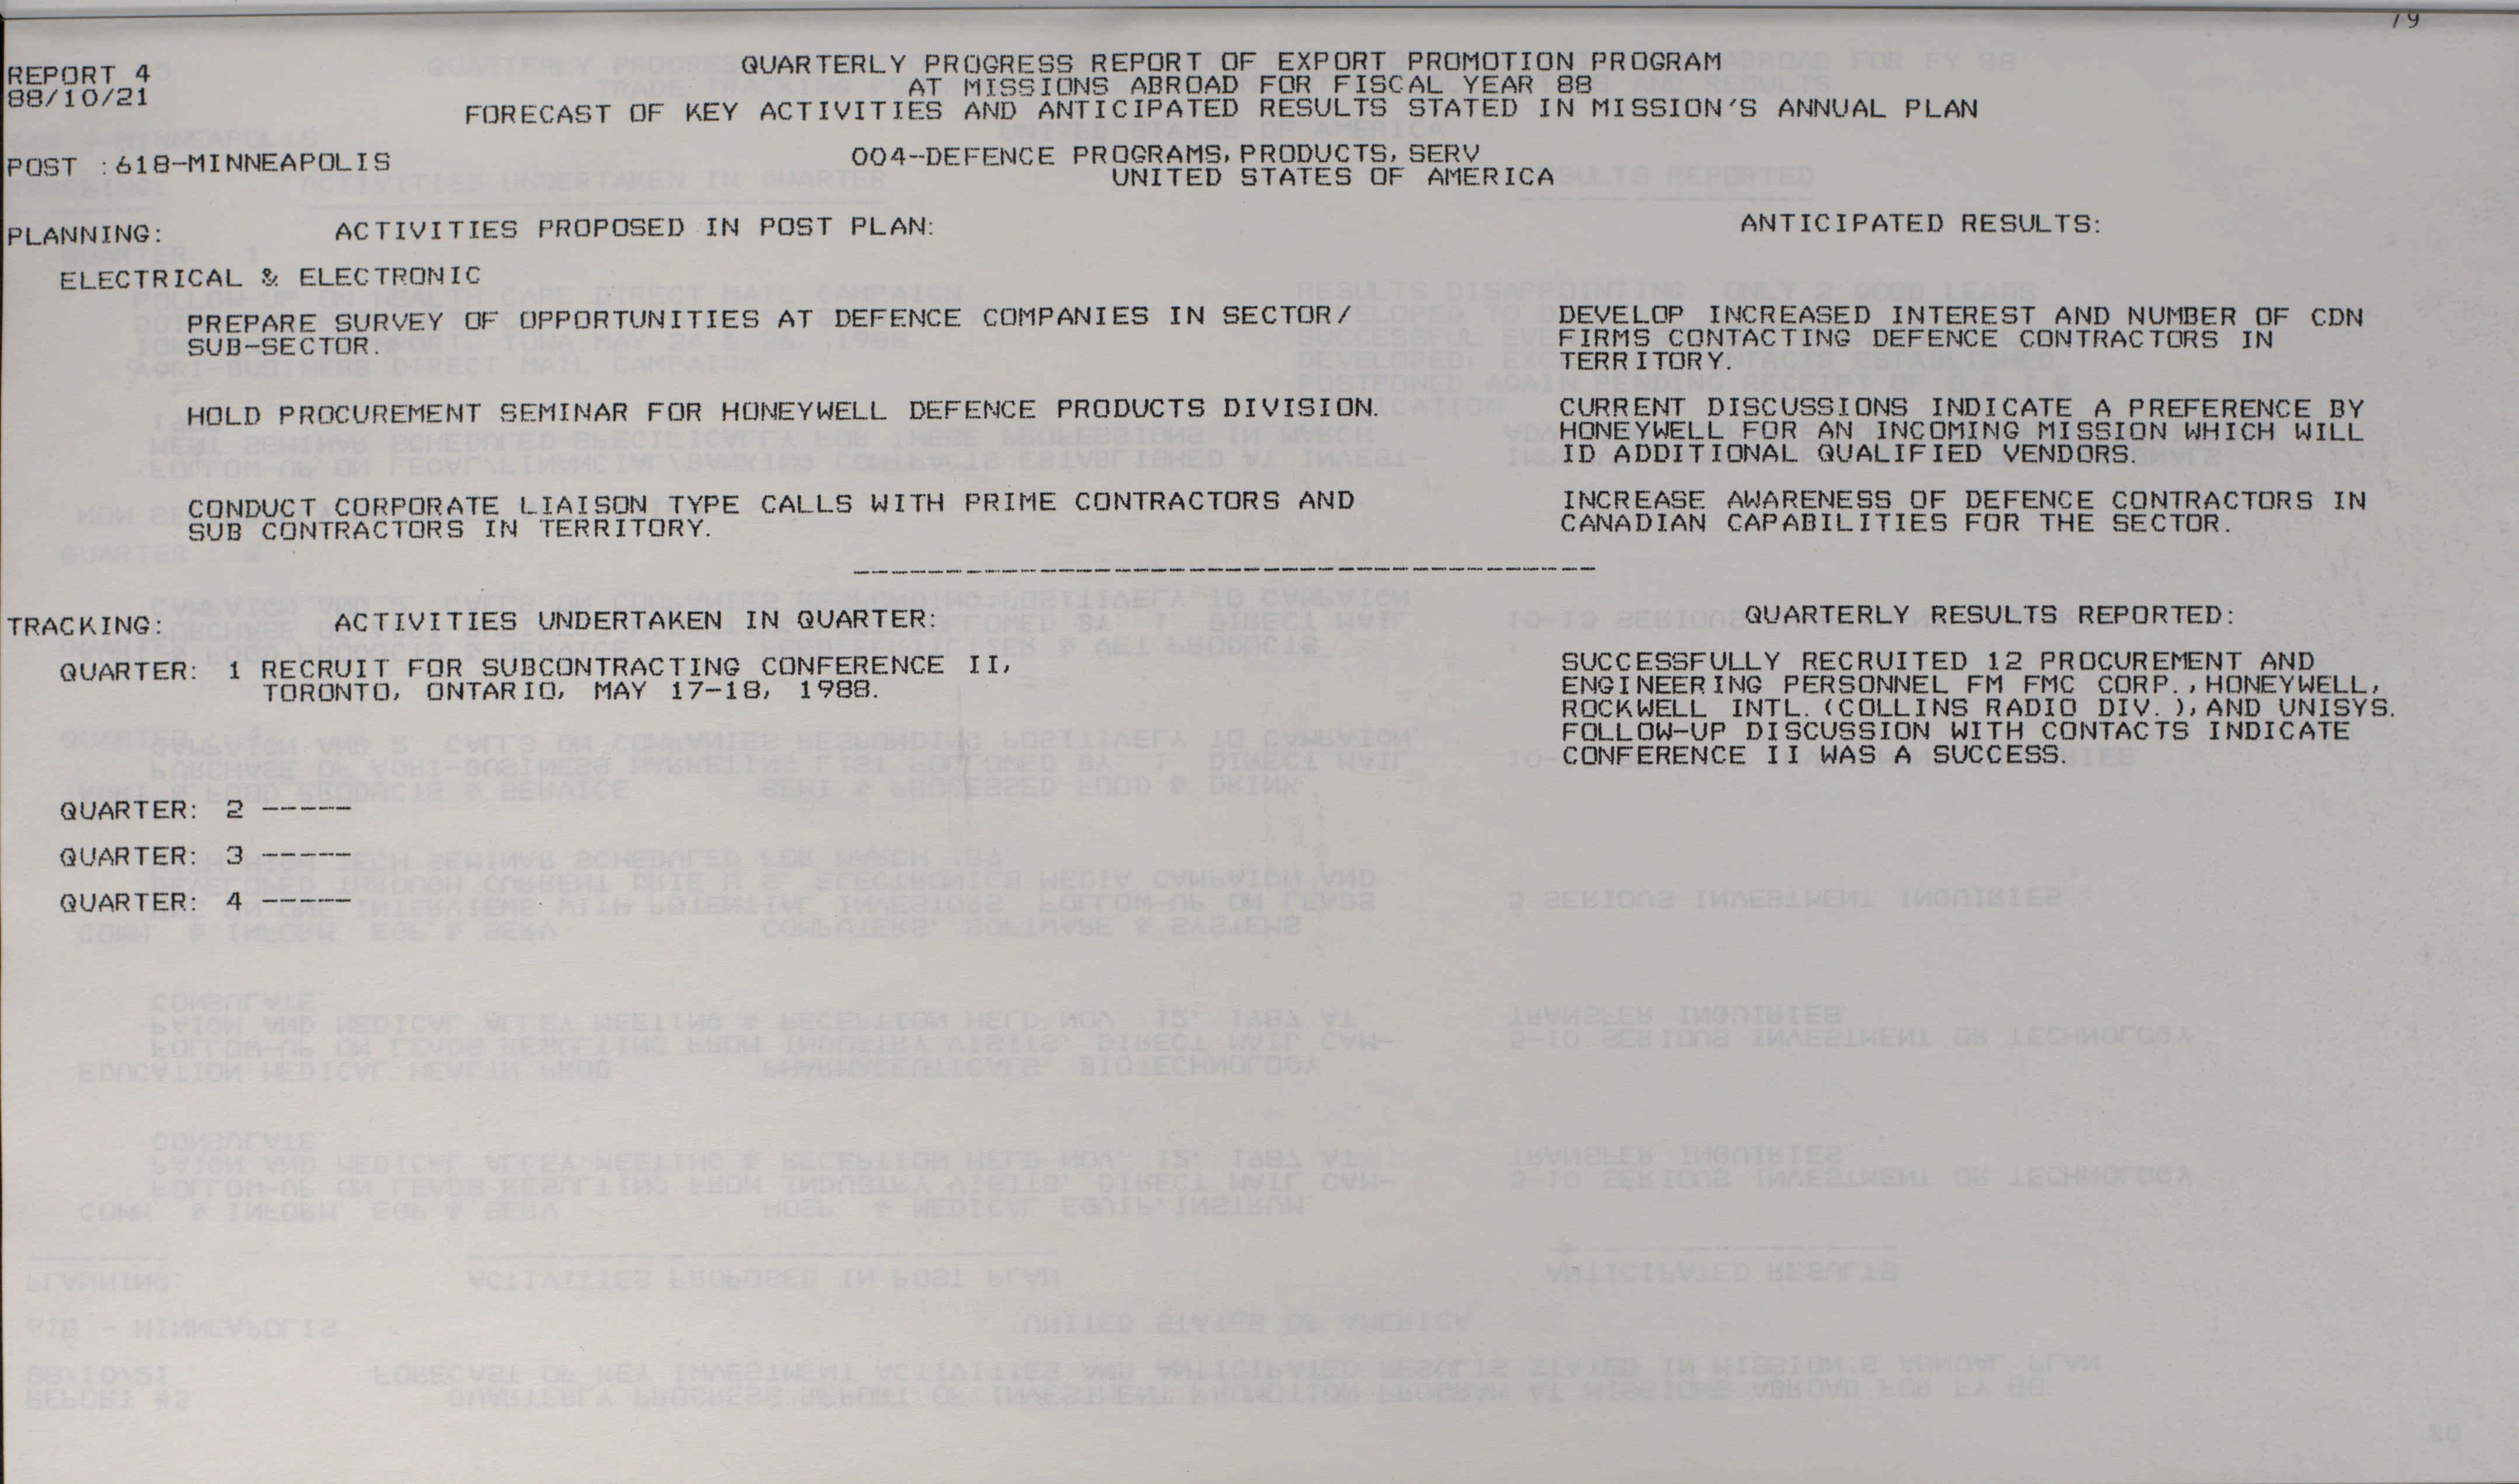 79
REPORT 4
88/10/21
QUARTERLY PROGRESS REPORT OF EXPORT PROMOTION PROGRAM
AT MISSIONS ABROAD FOR FISCAL YEAR 88
FORECAST OF KEY ACTIVITIES AND ANTICIPATED RESULTS STATED IN MISSION'S ANNUAL PLAN
POST :618-MINNEAPOLIS
004-DEFENCE PROGRAMS, PRODUCTS, SERV
UNITED STATES OF AMERICA
PLANNING: ACTIVITIES PROPOSED IN POST PLAN: ANTICIPATED RESULTS:
ELECTRICAL & ELECTRONIC
PREPARE SURVEY OF OPPORTUNITIES AT DEFENCE COMPANIES IN SECTOR/
SUB-SECTOR.
DEVELOP INCREASED INTEREST AND NUMBER OF CDN
FIRMS CONTACTING DEFENCE CONTRACTORS IN
TERRITORY.
HOLD PROCUREMENT SEMINAR FOR HONEYWELL DEFENCE PRODUCTS DIVISION.
CURRENT DISCUSSIONS INDICATE A PREFERENCE BY
HONEYWELL FOR AN INCOMING MISSION WHICH WILL
ID ADDITIONAL QUALIFIED VENDORS.
CONDUCT CORPORATE LIAISON TYPE CALLS WITH PRIME CONTRACTORS AND
SUB CONTRACTORS IN TERRITORY.
INCREASE AWARENESS OF DEFENCE CONTRACTORS IN
CANADIAN CAPABILITIES FOR THE SECTOR.
TRACKING: ACTIVITIES UNDERTAKEN IN QUARTER: QUARTERLY RESULTS REPORTED:
QUARTER: 1 RECRUIT FOR SUBCONTRACTING CONFERENCE II,
TORONTO, ONTARIO, MAY 17-18, 1988.
SUCCESSFULLY RECRUITED 12 PROCUREMENT AND
ENGINEERING PERSONNEL FM FMC CORP.,HONEYWELL,
ROCKWELL INTL.(COLLINS RADIO DIV.),AND UNISYS.
FOLLOW-UP DISCUSSION WITH CONTACTS INDICATE
CONFERENCE II WAS A SUCCESS.
QUARTER: 2 -----
QUARTER: 3 -----
QUARTER: 4 -----